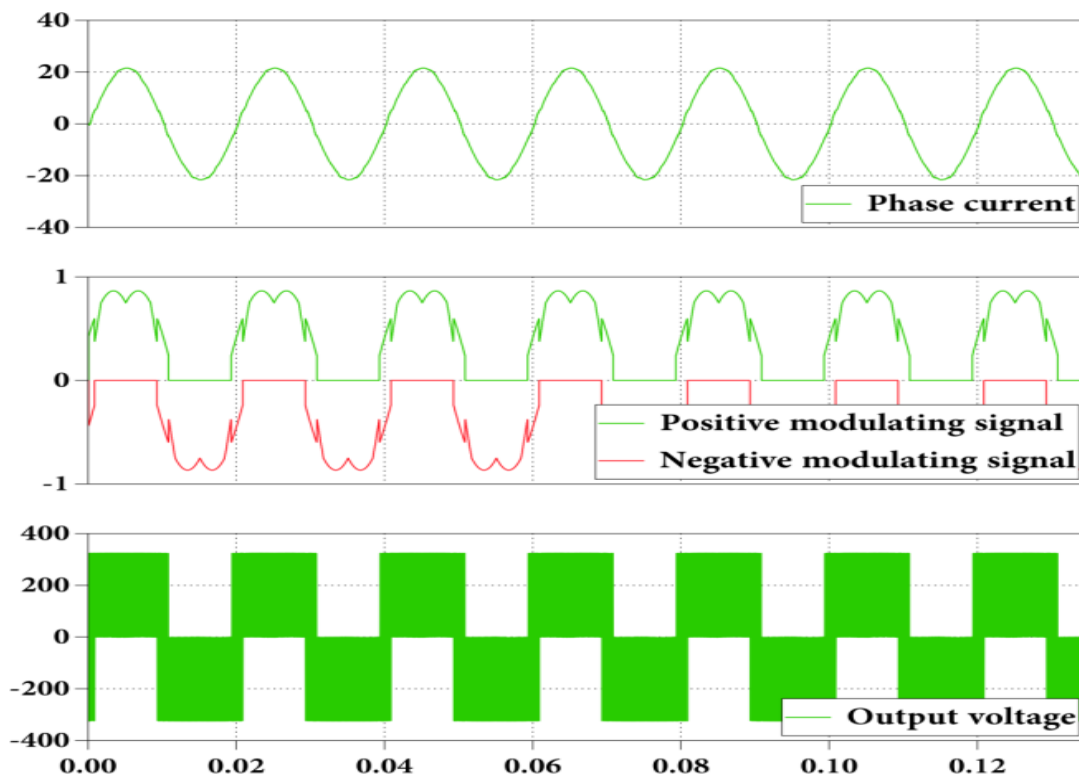 40
20
0
-20
-40
Phase current
1
0
-1
Positive modulating signal
Negative modulating signal
400
200
0
-200
-400
Output voltage
0.00 0.02 0.04 0.06 0.08 0.10 0.12